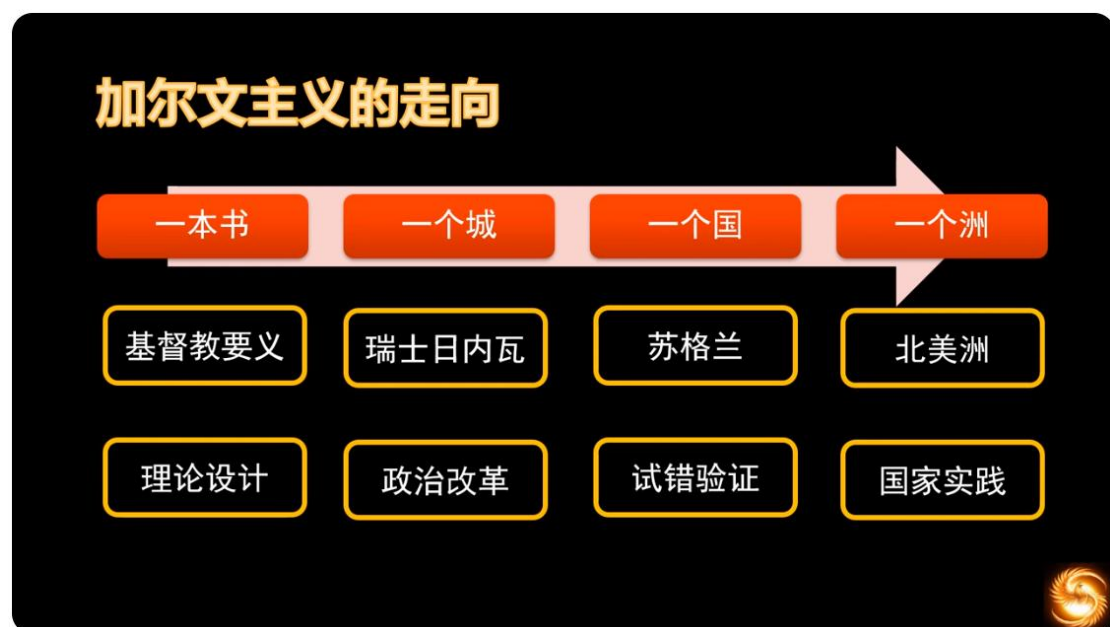 加尔文主义的走向
一本书 一个城 一个国 一个洲
基督教要义 瑞士日内瓦 苏格兰 北美洲
理论设计 政治改革 试错验证 国家实践